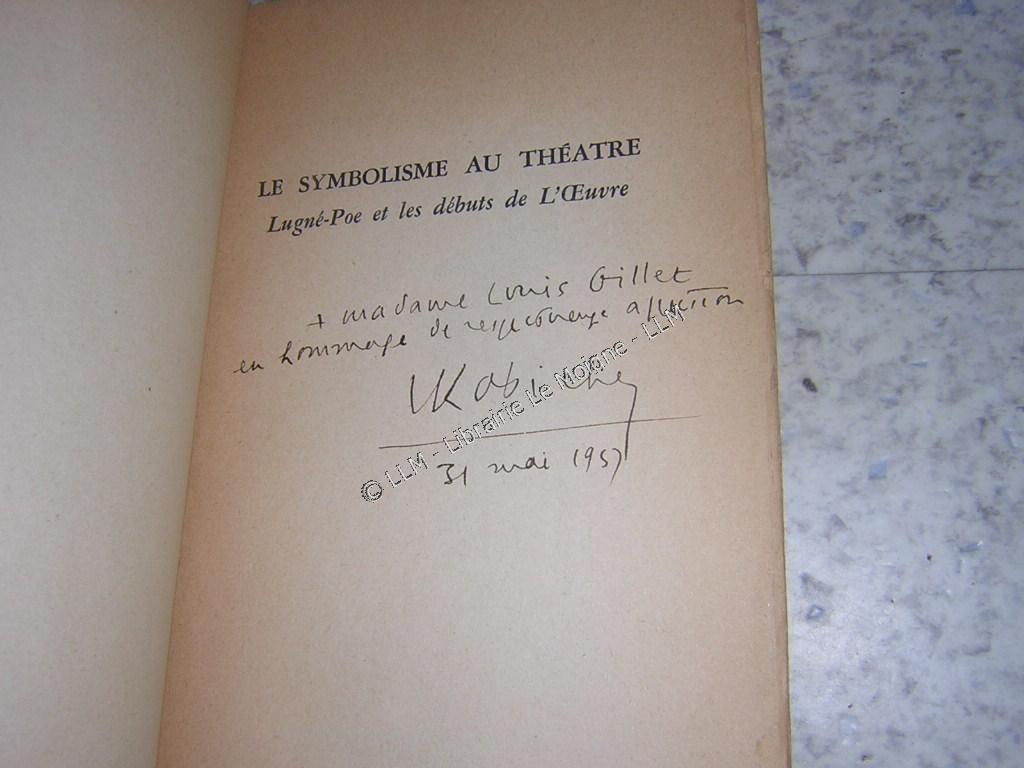 LE SYMBOLISME AU THÉATRE
Lugné-Poe et les débuts de L'Œuvre
à madame Louis Gillet
en hommage de respectueuse affection
31 mai 1957
© LLM - Librairie Le Moigne - LLM